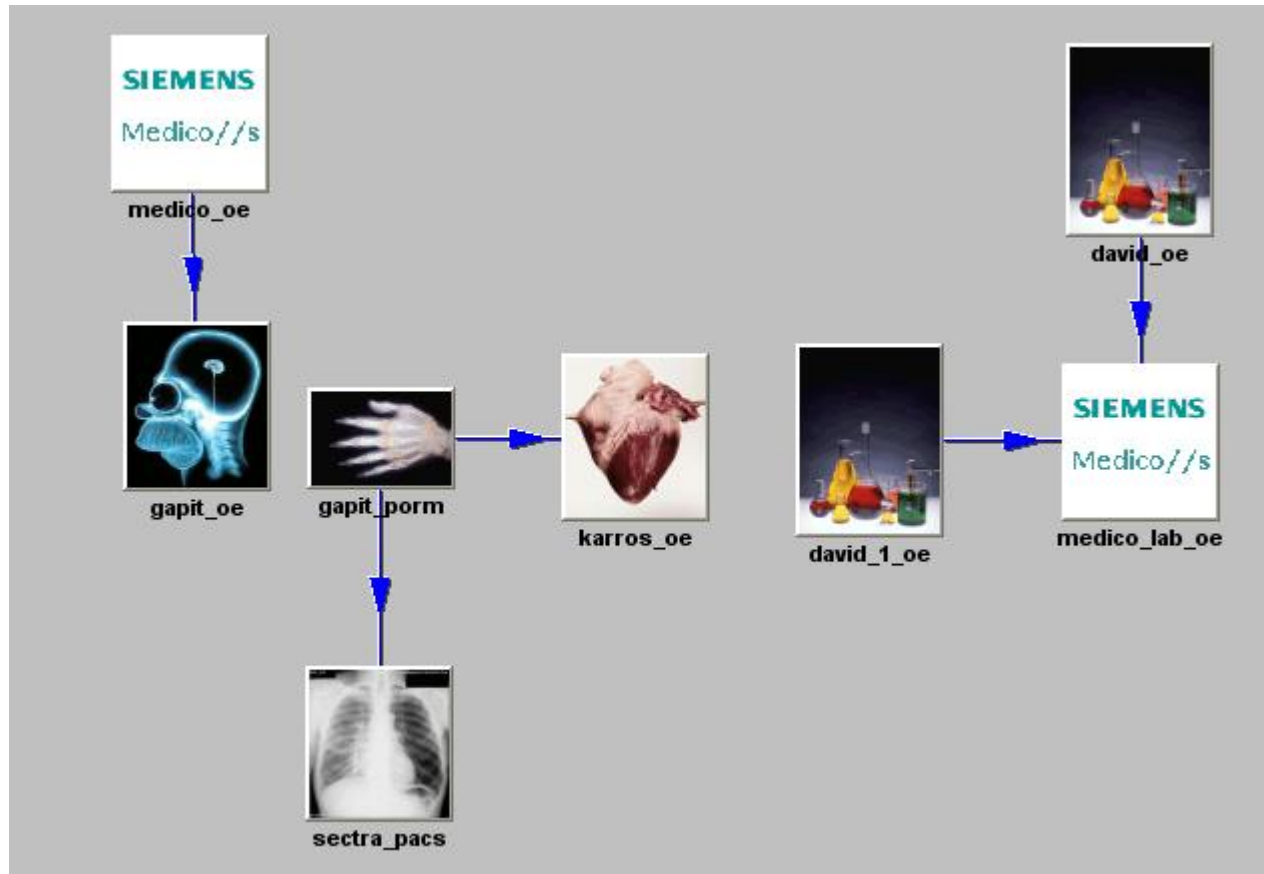 SIEMENS
Medico//s
medico_oe
david_oe
gapit_oe
gapit_porm
karros_oe
david_1_oe
SIEMENS
Medico//s
medico_lab_oe
sectra_pacs